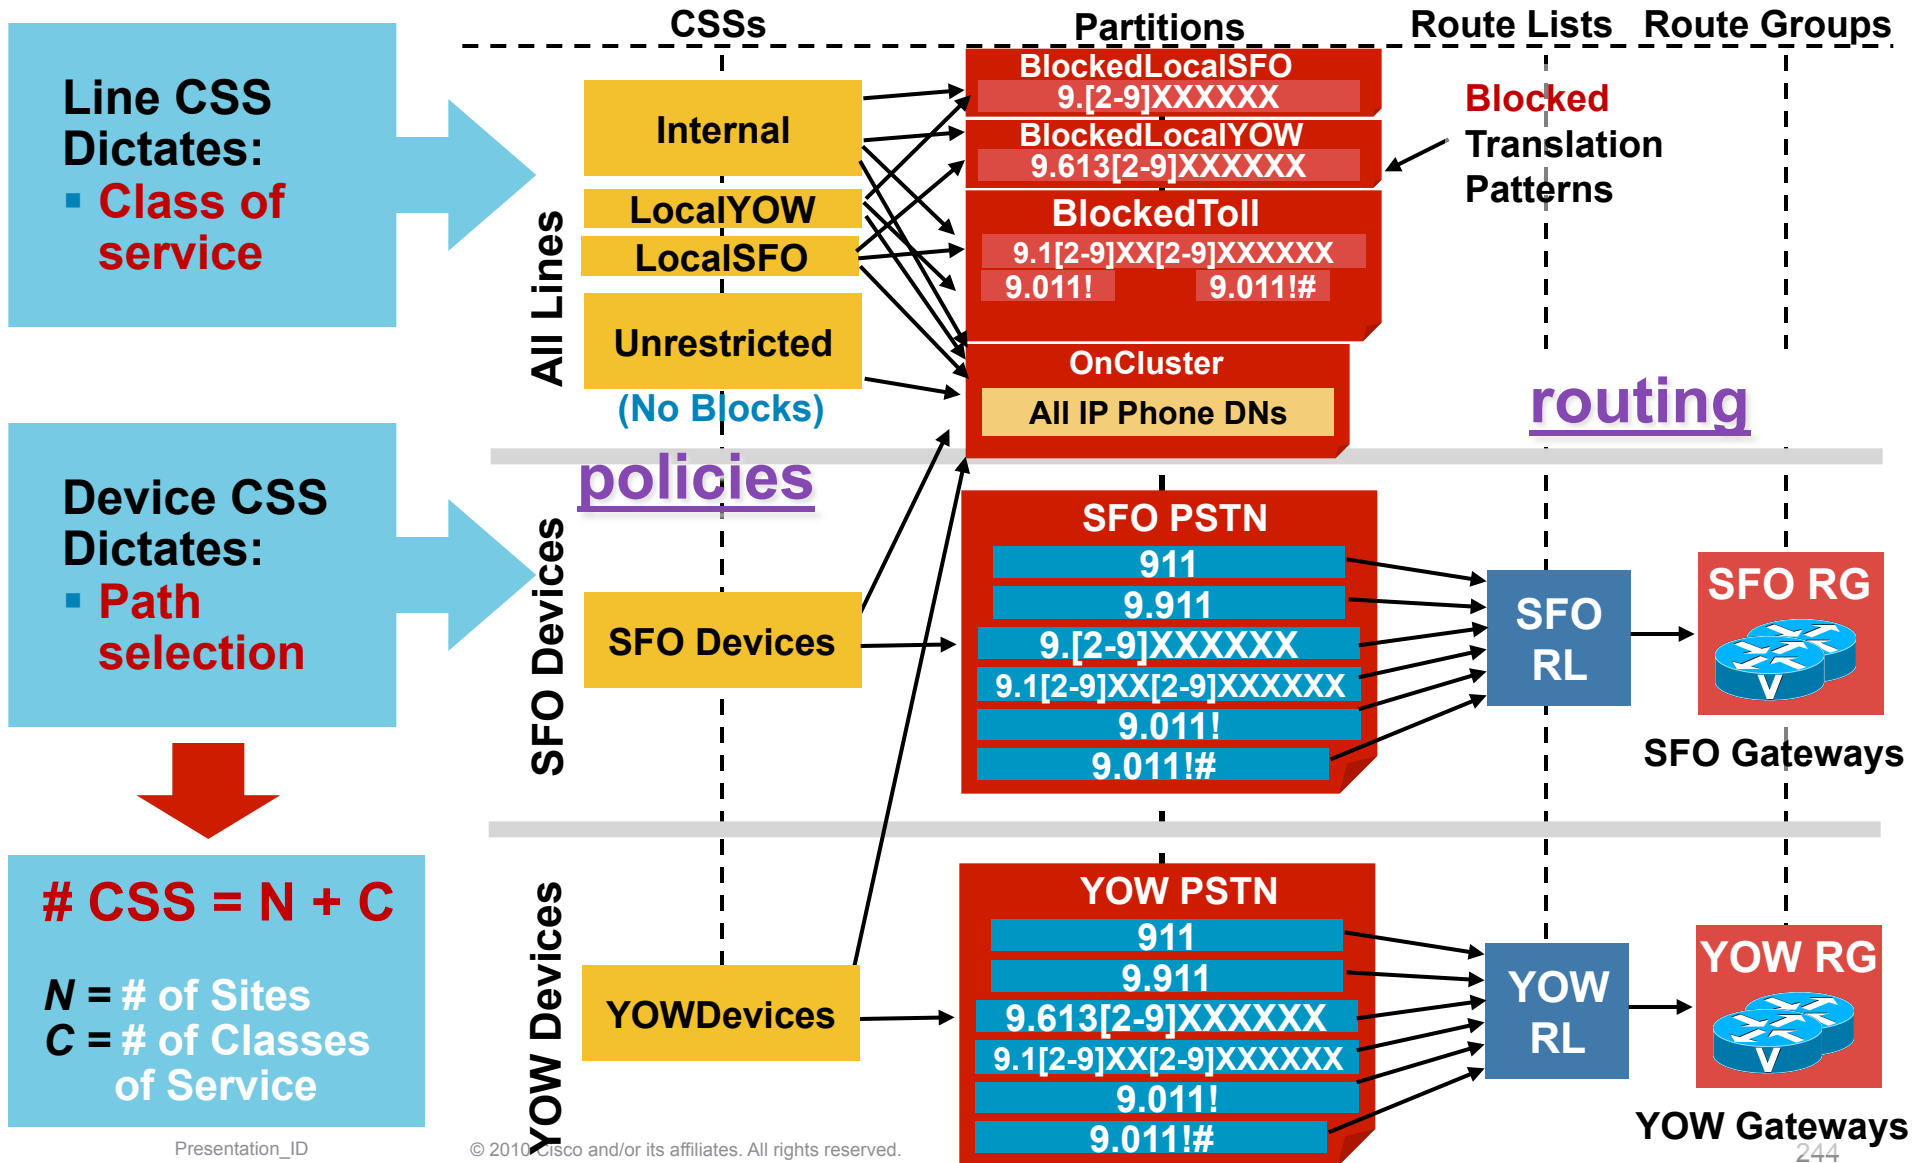 CSSs
Partitions
Route Lists
Route Groups
Line CSS
Dictates:
▪ Class of
service
All Lines
Internal
LocalYOW
LocalSFO
Unrestricted
(No Blocks)
BlockedLocalSFO
9.[2-9]XXXXXX
BlockedLocalYOW
9.613[2-9]XXXXXX
BlockedToll
9.1[2-9]XX[2-9]XXXXXX
9.011!
9.011!#
OnCluster
All IP Phone DNs
Blocked
Translation
Patterns
routing
policies
Device CSS
Dictates:
▪ Path
selection
SFO Devices
SFO Devices
SFO PSTN
911
9.911
9.[2-9]XXXXXX
9.1[2-9]XX[2-9]XXXXXX
9.011!
9.011!#
SFO
RL
SFO RG
V
SFO Gateways
# CSS = N + C
N = # of Sites
C = # of Classes
of Service
YOW Devices
YOWDevices
YOW PSTN
911
9.911
9.613[2-9]XXXXXX
9.1[2-9]XX[2-9]XXXXXX
9.011!
9.011!#
YOW
RL
YOW RG
V
YOW Gateways
Presentation_ID
© 2010 Cisco and/or its affiliates. All rights reserved.
244